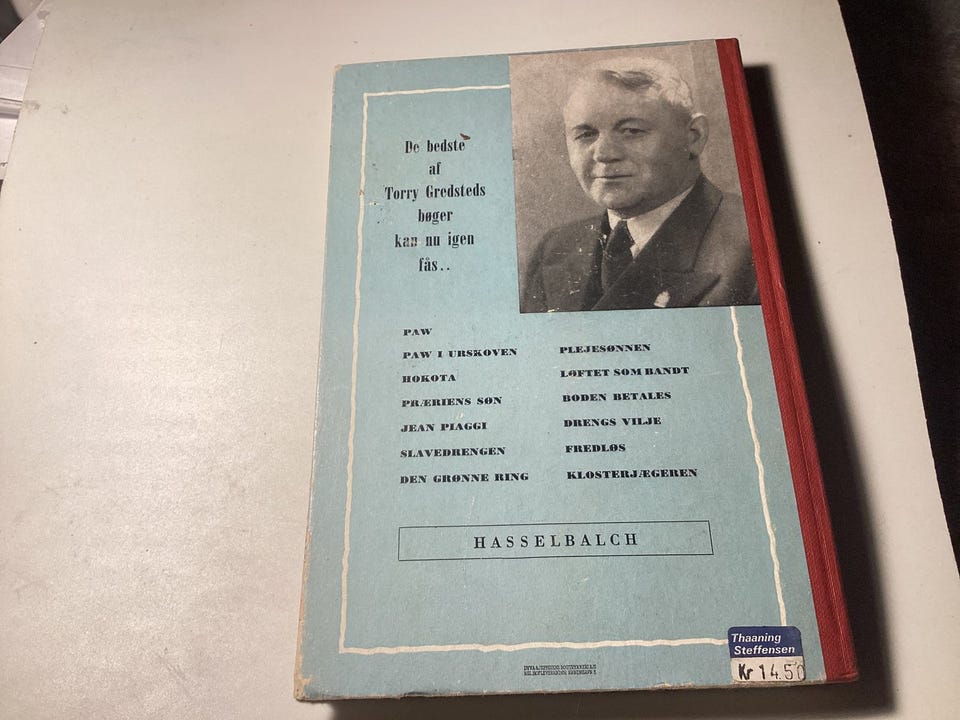 De bedste
af
Torry Gredsteds
bøger
kan nu igen
fås..
PAW
PAW I URSKOVEN
HOKOTA
PRÆRIENS SØN
JEAN PIAGGI
SLAVEDRENGEN
DEN GRØNNE RING
PLEJESØNNEN
LØFTET SOM BANDT
BODEN BETALES
DRENGS VILJE
FREDLØS
KLOSTERJÆGEREN
HASSELBALCH
Thaaning
Steffensen
Kr 14.50